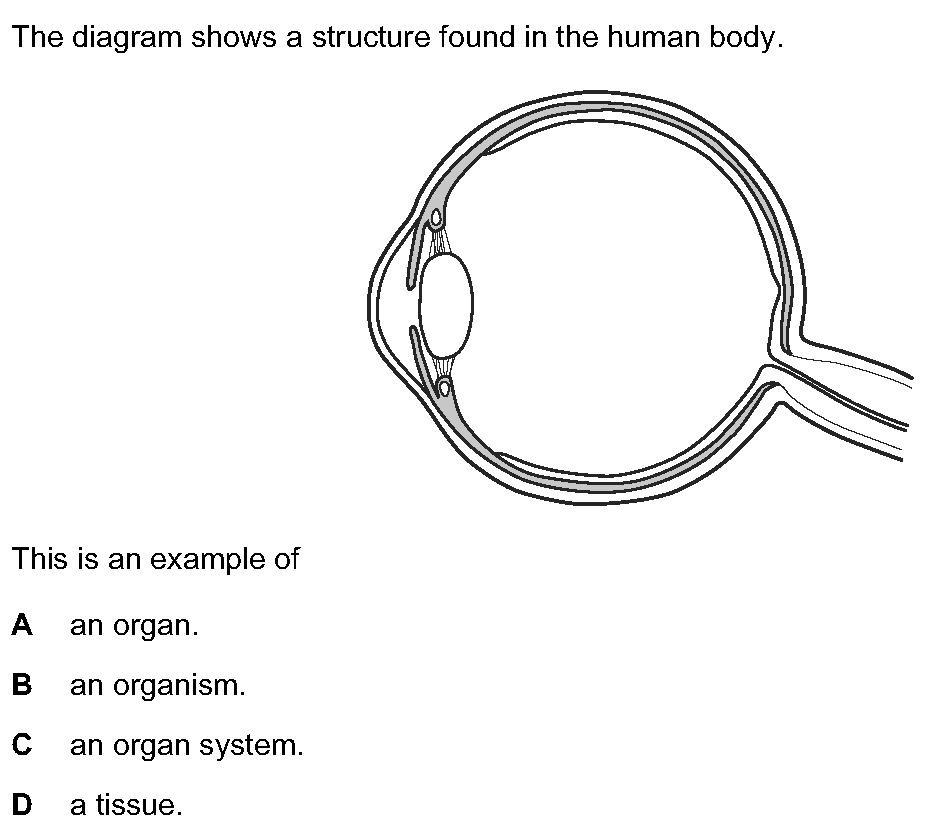 The diagram shows a structure found in the human body.
This is an example of
A an organ.
B an organism.
C an organ system.
D a tissue.